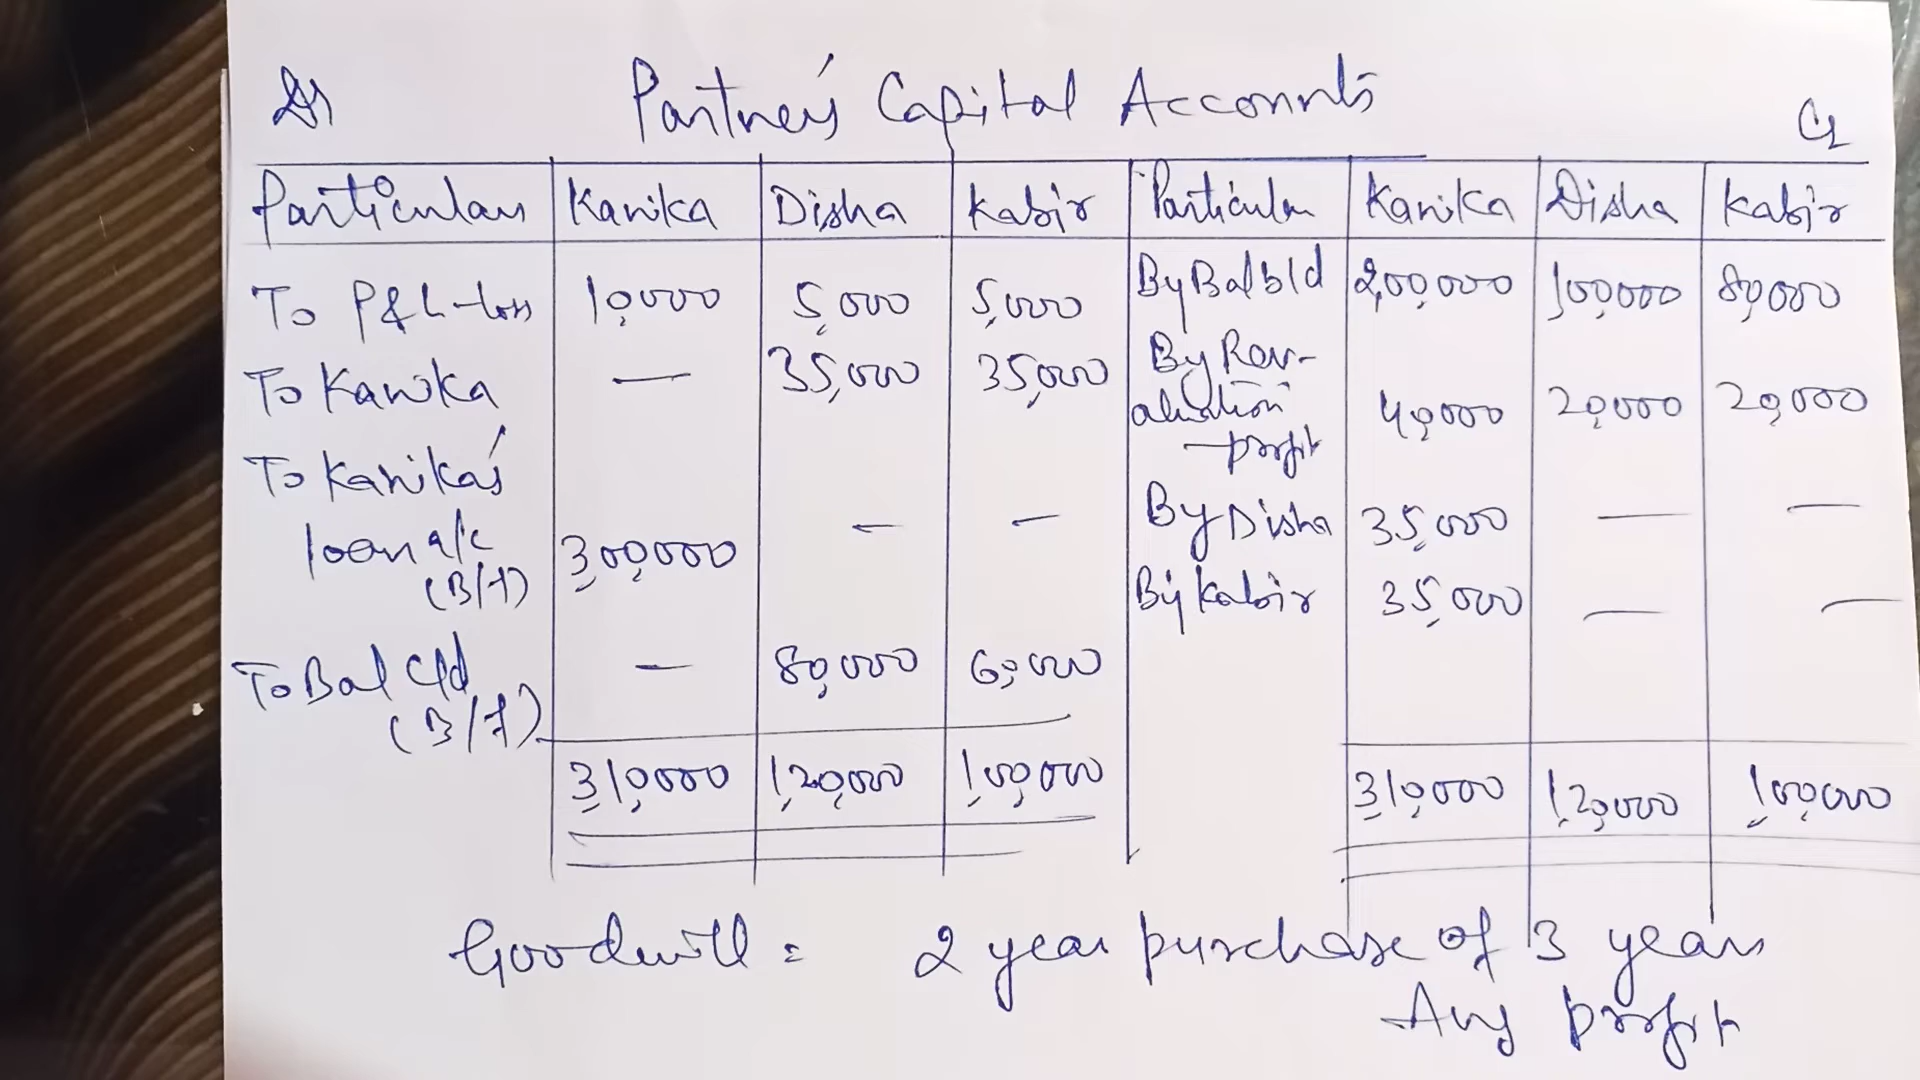 Dr Partner's Capital Accounts Cr
Particulars Kanika Disha Kabir Particular Kanika Disha Kabir
To P&L-loss 10,000 5,000 5,000 By Bal b/d 2,00,000 1,00,000 80,000
To Kanika — 35,000 35,000 By Rev-
aluation 40,000 20,000 20,000
-profit
To Kanika's
loan a/c 3,00,000 — — By Disha 35,000 — —
(B/f) By Kabir 35,000 — —
To Bal c/d — 80,000 60,000
(B/f)
3,10,000 1,20,000 1,00,000 3,10,000 1,20,000 1,00,000
Goodwill = 2 year purchase of 3 years
Avg profit